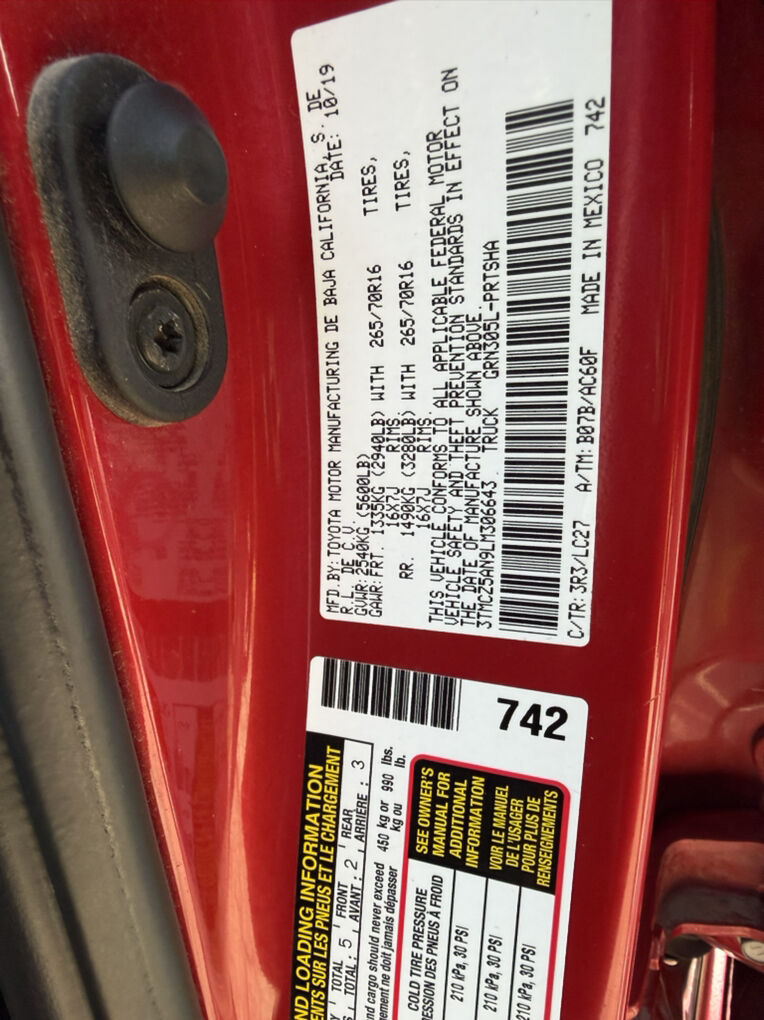 MFD.BY: TOYOTA MOTOR MANUFACTURING DE BAJA CALIFORNIA, S. DE
R.L. DE C.V. DATE: 10/19
GVWR: 2540KG (5600LB)
GAWR: FRT. 1335KG (2940LB) WITH 265/70R16 TIRES,
16X7J RIMS
RR. 1490KG (3280LB) WITH 265/70R16 TIRES,
16X7J RIMS
THIS VEHICLE CONFORMS TO ALL APPLICABLE FEDERAL MOTOR
VEHICLE SAFETY AND THEFT PREVENTION STANDARDS IN EFFECT ON
THE DATE OF MANUFACTURE SHOWN ABOVE.
3TMCZ5AN9LM306643 TRUCK GRN305L-PRTSHA
C/TR: 3R3/LC27 A/TM: B07B/AC60F MADE IN MEXICO 742
742
LOADING INFORMATION
SUR LES PNEUS ET LE CHARGEMENT
TOTAL FRONT REAR
TOTAL : 5 AVANT : 2 ARRIÈRE : 3
cargo should never exceed 450 kg or 990 lbs.
ne doit jamais dépasser kg ou lb.
COLD TIRE PRESSURE
DES PNEUS À FROID
210 kPa, 30 PSI
210 kPa, 30 PSI
210 kPa, 30 PSI
SEE OWNER'S
MANUAL FOR
ADDITIONAL
INFORMATION
VOIR LE MANUEL
DE L'USAGER
POUR PLUS DE
RENSEIGNEMENTS